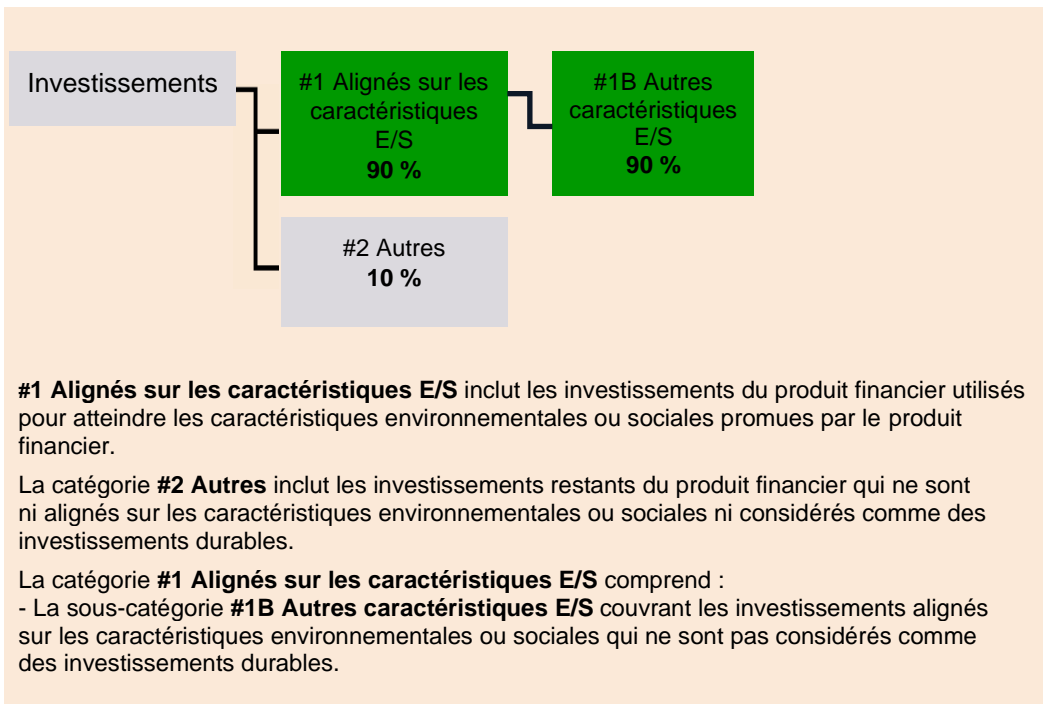 Investissements
#1 Alignés sur les
caractéristiques
E/S
90 %
#1B Autres
caractéristiques
E/S
90 %
#2 Autres
10 %
#1 Alignés sur les caractéristiques E/S inclut les investissements du produit financier utilisés
pour atteindre les caractéristiques environnementales ou sociales promues par le produit
financier.
La catégorie #2 Autres inclut les investissements restants du produit financier qui ne sont
ni alignés sur les caractéristiques environnementales ou sociales ni considérés comme des
investissements durables.
La catégorie #1 Alignés sur les caractéristiques E/S comprend :
- La sous-catégorie #1B Autres caractéristiques E/S couvrant les investissements alignés
sur les caractéristiques environnementales ou sociales qui ne sont pas considérés comme
des investissements durables.